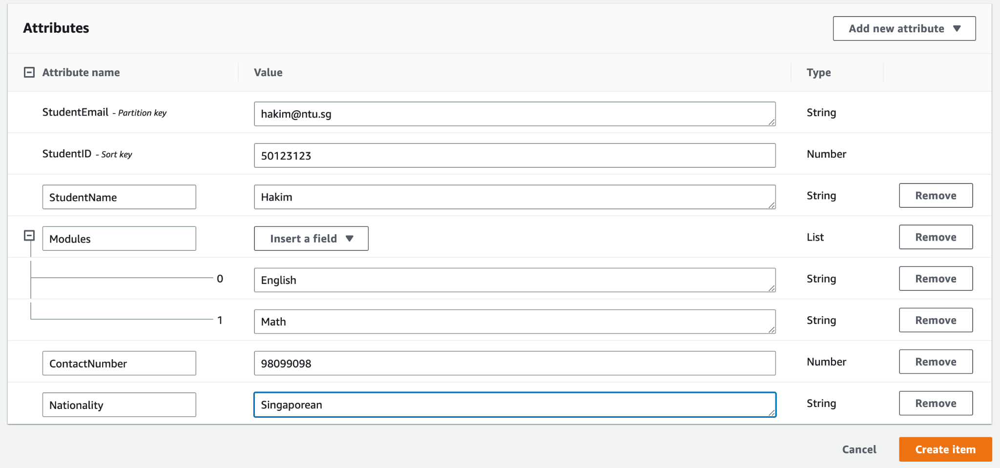 Attributes
Add new attribute
Attribute name Value Type
StudentEmail - Partition key hakim@ntu.sg String
StudentID - Sort key 50123123 Number
StudentName Hakim String Remove
Modules Insert a field List Remove
0 English String Remove
1 Math String Remove
ContactNumber 98099098 Number Remove
Nationality Singaporean String Remove
Cancel Create item